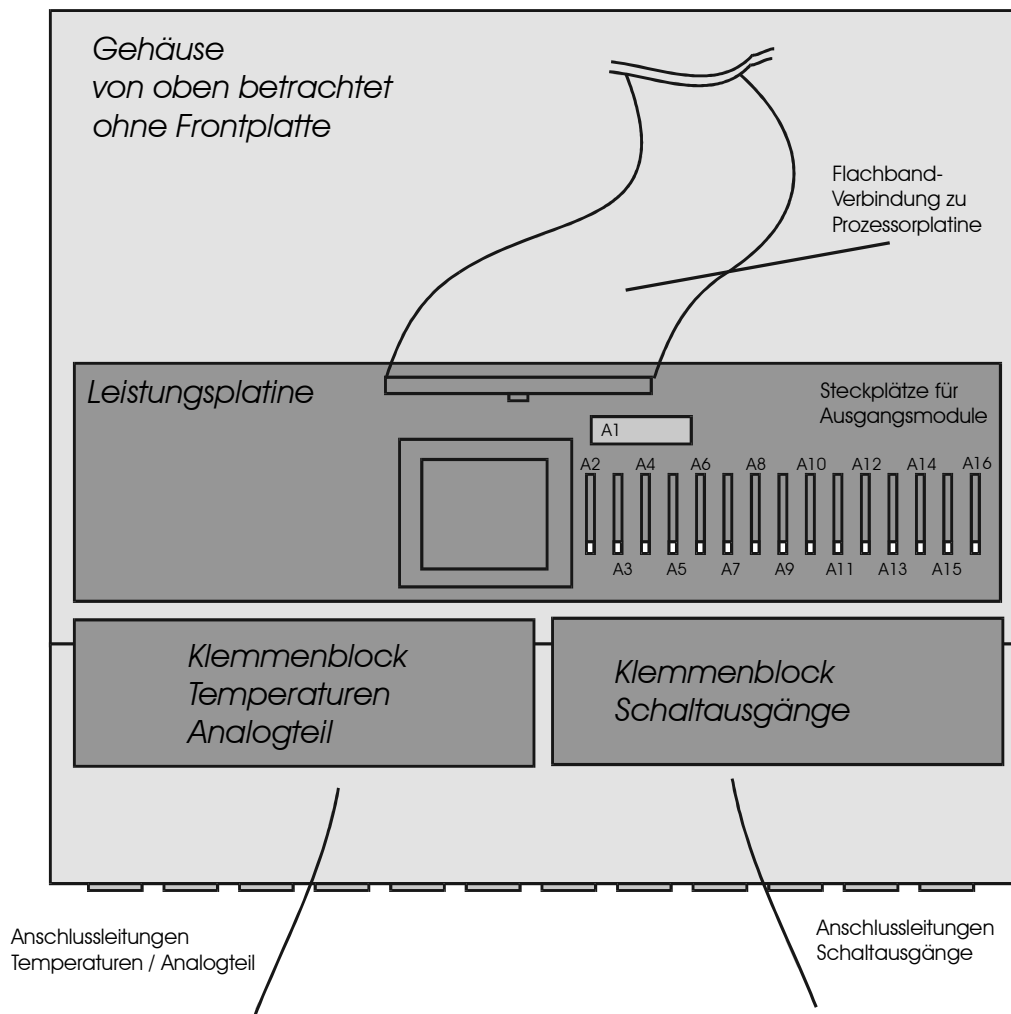 Gehäuse
von oben betrachtet
ohne Frontplatte
Flachband-
Verbindung zu
Prozessorplatine
Leistungsplatine
Steckplätze für
Ausgangsmodule
A1
A2 A4 A6 A8 A10 A12 A14 A16
A3 A5 A7 A9 A11 A13 A15
Klemmenblock
Temperaturen
Analogteil
Klemmenblock
Schaltausgänge
Anschlussleitungen
Temperaturen / Analogteil
Anschlussleitungen
Schaltausgänge